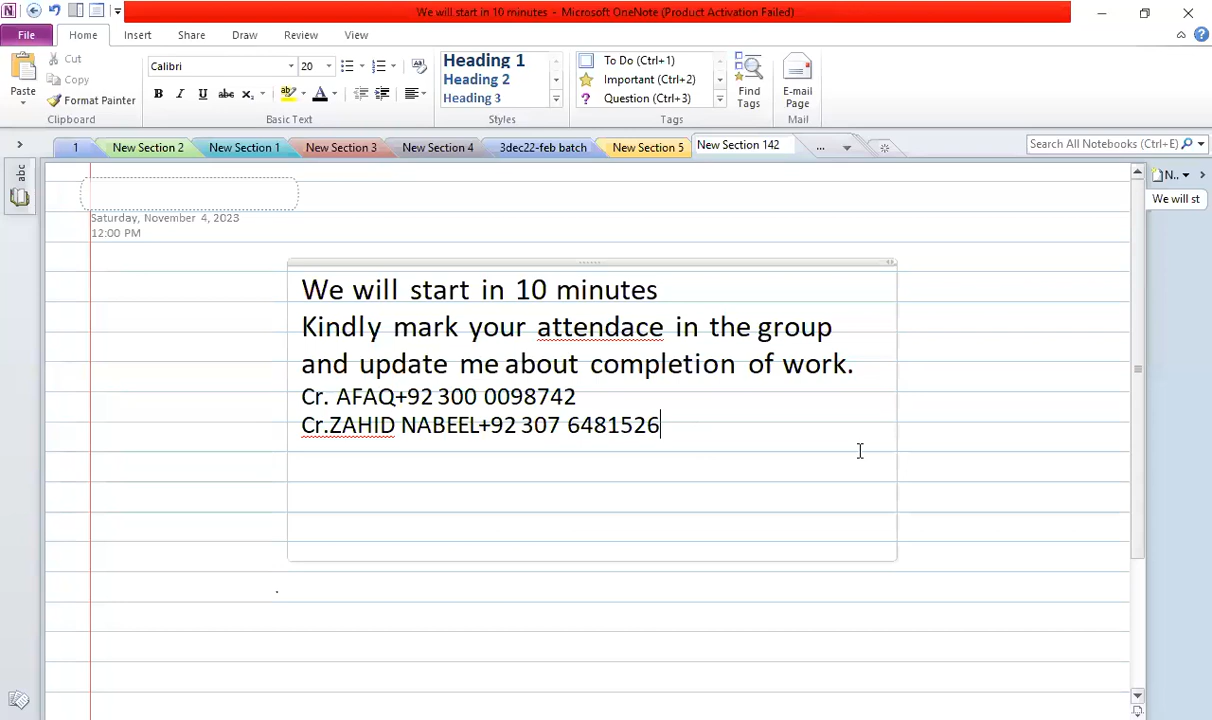 We will start in 10 minutes - Microsoft OneNote (Product Activation Failed)
File Home Insert Share Draw Review View
Cut
Copy
Format Painter
Paste
Clipboard
Calibri 20
B I U abc X₂ A
Basic Text
Heading 1
Heading 2
Heading 3
Styles
To Do (Ctrl+1)
Important (Ctrl+2)
Question (Ctrl+3)
Tags
Find
Tags
E-mail
Page
Mail
1 New Section 2 New Section 1 New Section 3 New Section 4 3dec22-feb batch New Section 5 New Section 142 ...
Search All Notebooks (Ctrl+E)
abc
N..
We will st
Saturday, November 4, 2023
12:00 PM
We will start in 10 minutes
Kindly mark your attendace in the group
and update me about completion of work.
Cr. AFAQ+92 300 0098742
Cr.ZAHID NABEEL+92 307 6481526